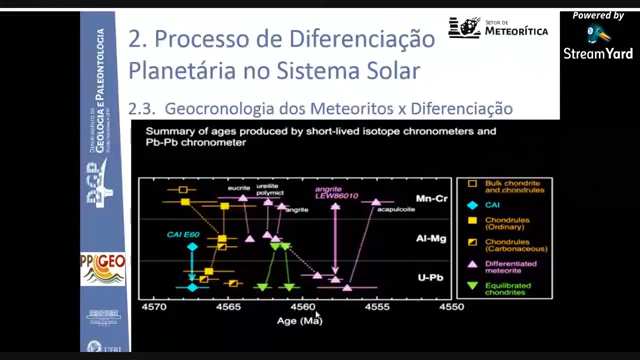 Powered by
StreamYard
SETOR DE
METEORÍTICA
2. Processo de Diferenciação
Planetária no Sistema Solar
2.3. Geocronologia dos Meteoritos x Diferenciação
GEOLOGIA E PALEONTOLOGIA
DGP
PPGEO
UFRJ
Summary of ages produced by short-lived isotope chronometers and
Pb-Pb chronometer
eucrite
ureilite
polymict
angrite
angrite
LEW86010
acapulcoite
CAI E60
Mn-Cr
Al-Mg
U-Pb
Bulk chondrite
and chondrules
CAI
Chondrules
(Ordinary)
Chondrules
(Carbonaceous)
Differentiated
meteorite
Equilibrated
chondrites
4570
4565
4560
4555
4550
Age (Ma)